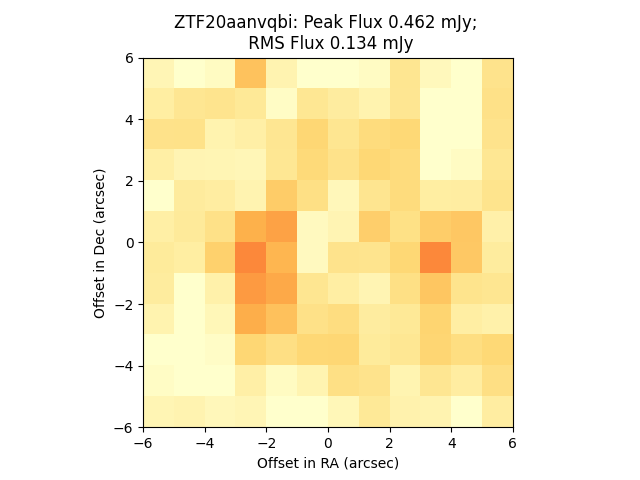 ZTF20aanvqbi: Peak Flux 0.462 mJy;
RMS Flux 0.134 mJy
6
4
2
0
−2
−4
−6
Offset in Dec (arcsec)
−6 −4 −2 0 2 4 6
Offset in RA (arcsec)